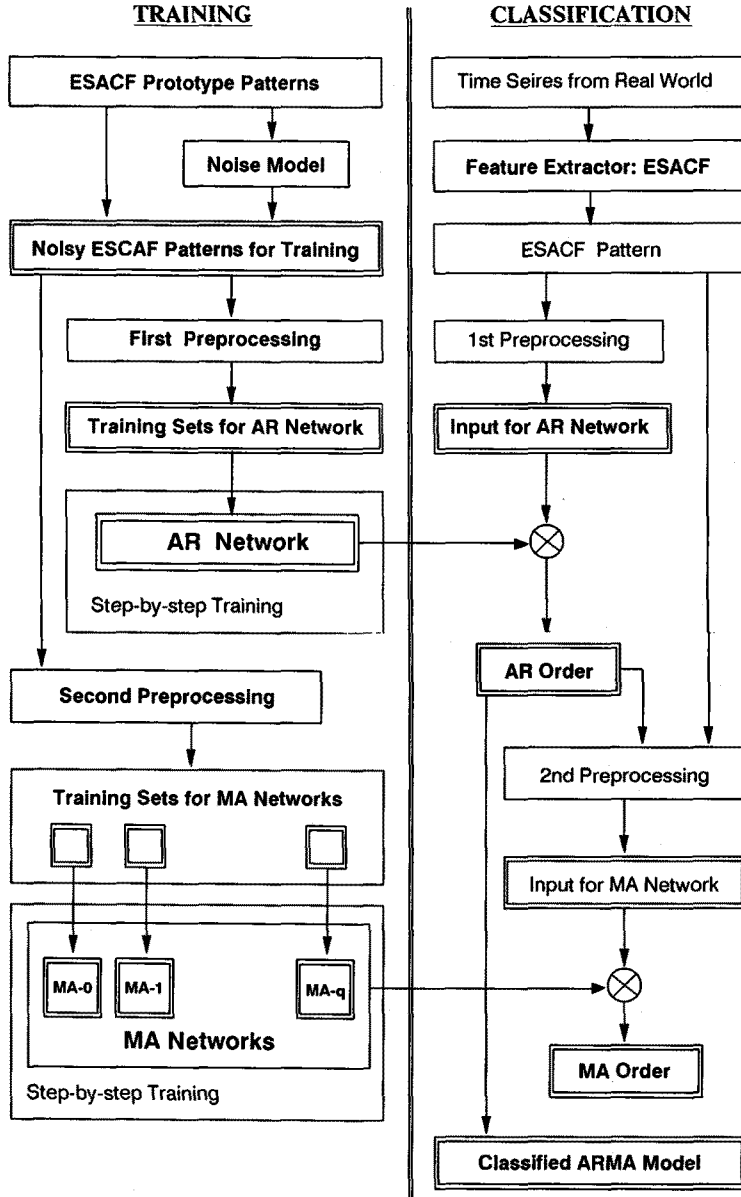 TRAINING
ESACF Prototype Patterns
Noise Model
Noisy ESCAF Patterns for Training
First Preprocessing
Training Sets for AR Network
AR Network
Step-by-step Training
Second Preprocessing
Training Sets for MA Networks
MA-0
MA-1
MA-q
MA Networks
Step-by-step Training
CLASSIFICATION
Time Seires from Real World
Feature Extractor: ESACF
ESACF Pattern
1st Preprocessing
Input for AR Network
AR Order
2nd Preprocessing
Input for MA Network
MA Order
Classified ARMA Model